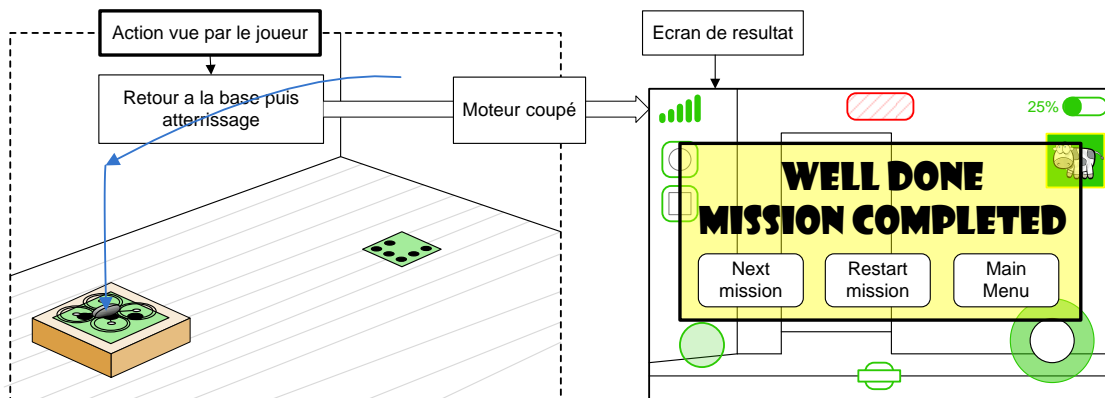 Action vue par le joueur
Retour a la base puis
atterrissage
Moteur coupé
Ecran de resultat
25%
WELL DONE
MISSION COMPLETED
Next
mission
Restart
mission
Main
Menu